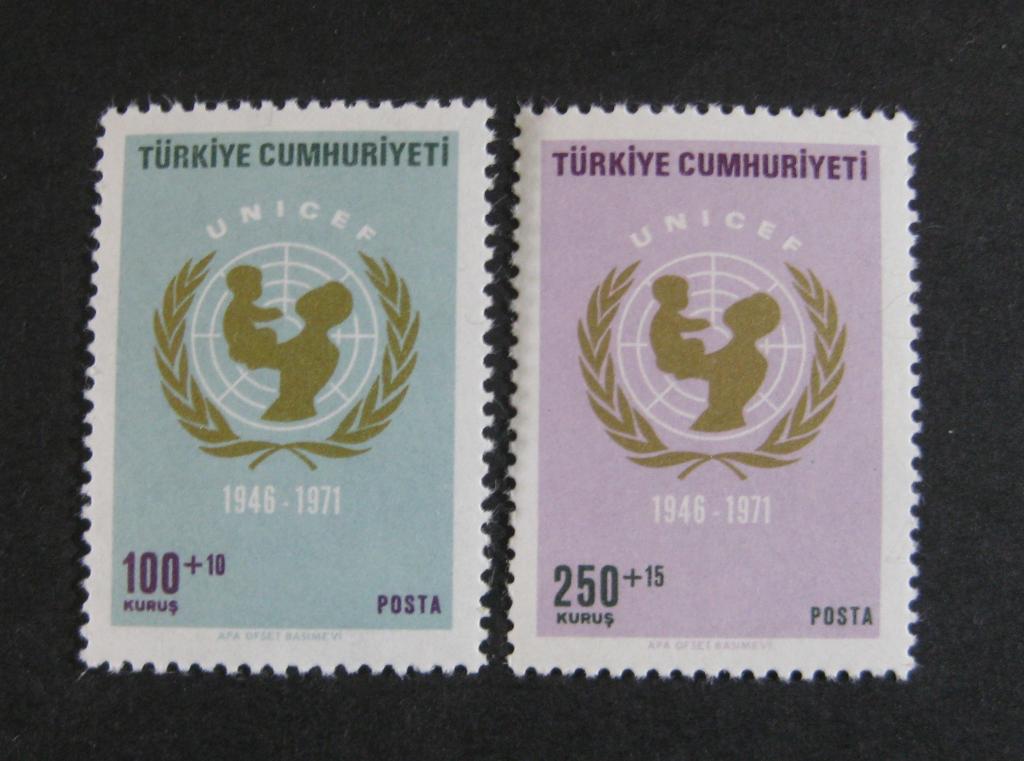 TÜRKİYE CUMHURİYETİ
UNICEF
1946 - 1971
100 + 10
KURUŞ
POSTA
APA OFSET BASIMEVİ
TÜRKİYE CUMHURİYETİ
UNICEF
1946 - 1971
250 + 15
KURUŞ
POSTA
APA OFSET BASIMEVİ